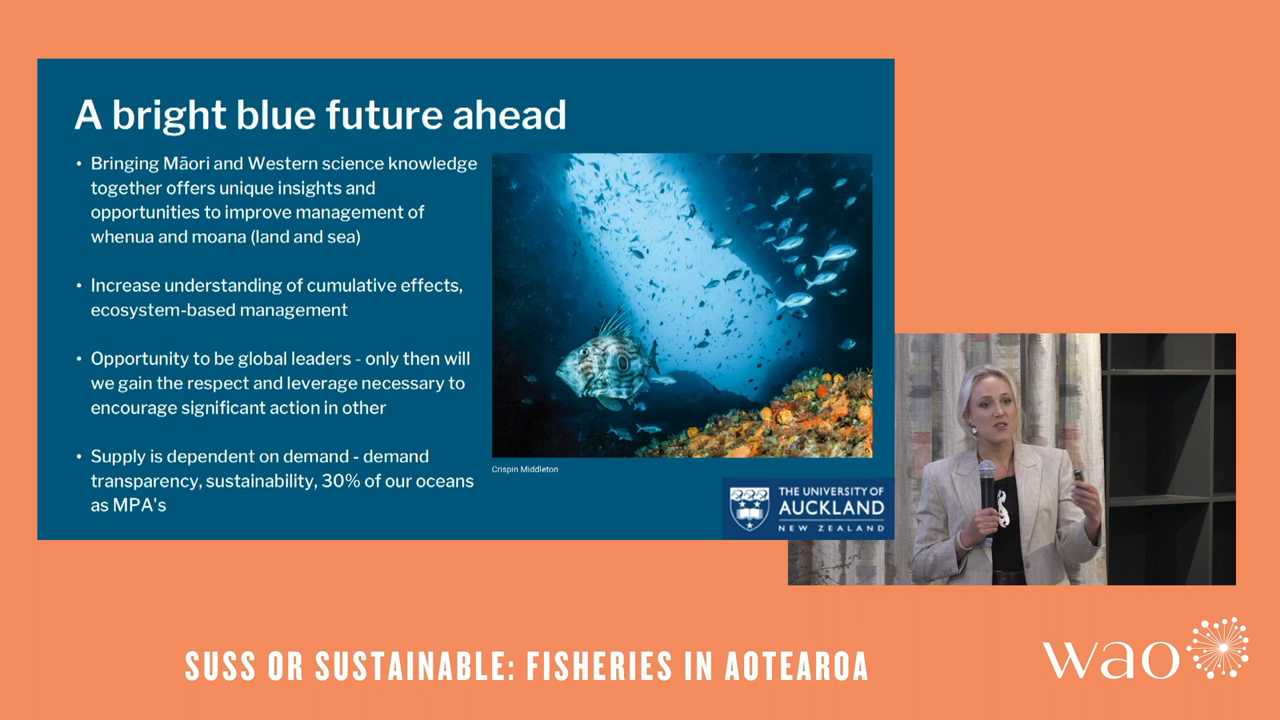 A bright blue future ahead
• Bringing Māori and Western science knowledge
together offers unique insights and
opportunities to improve management of
whenua and moana (land and sea)
• Increase understanding of cumulative effects,
ecosystem-based management
• Opportunity to be global leaders - only then will
we gain the respect and leverage necessary to
encourage significant action in other
• Supply is dependent on demand - demand
transparency, sustainability, 30% of our oceans
as MPA's
Crispin Middleton
THE UNIVERSITY OF
AUCKLAND
NEW ZEALAND
SUSS OR SUSTAINABLE: FISHERIES IN AOTEAROA
wao